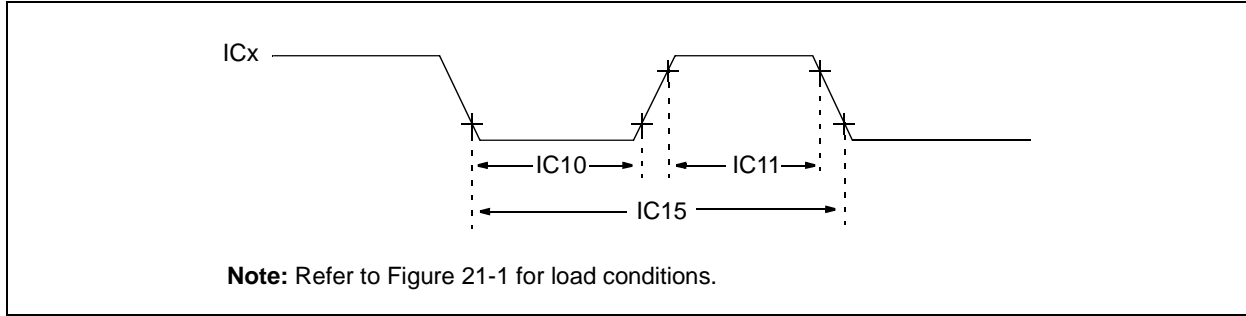 ICx
IC10
IC11
IC15
Note: Refer to Figure 21-1 for load conditions.